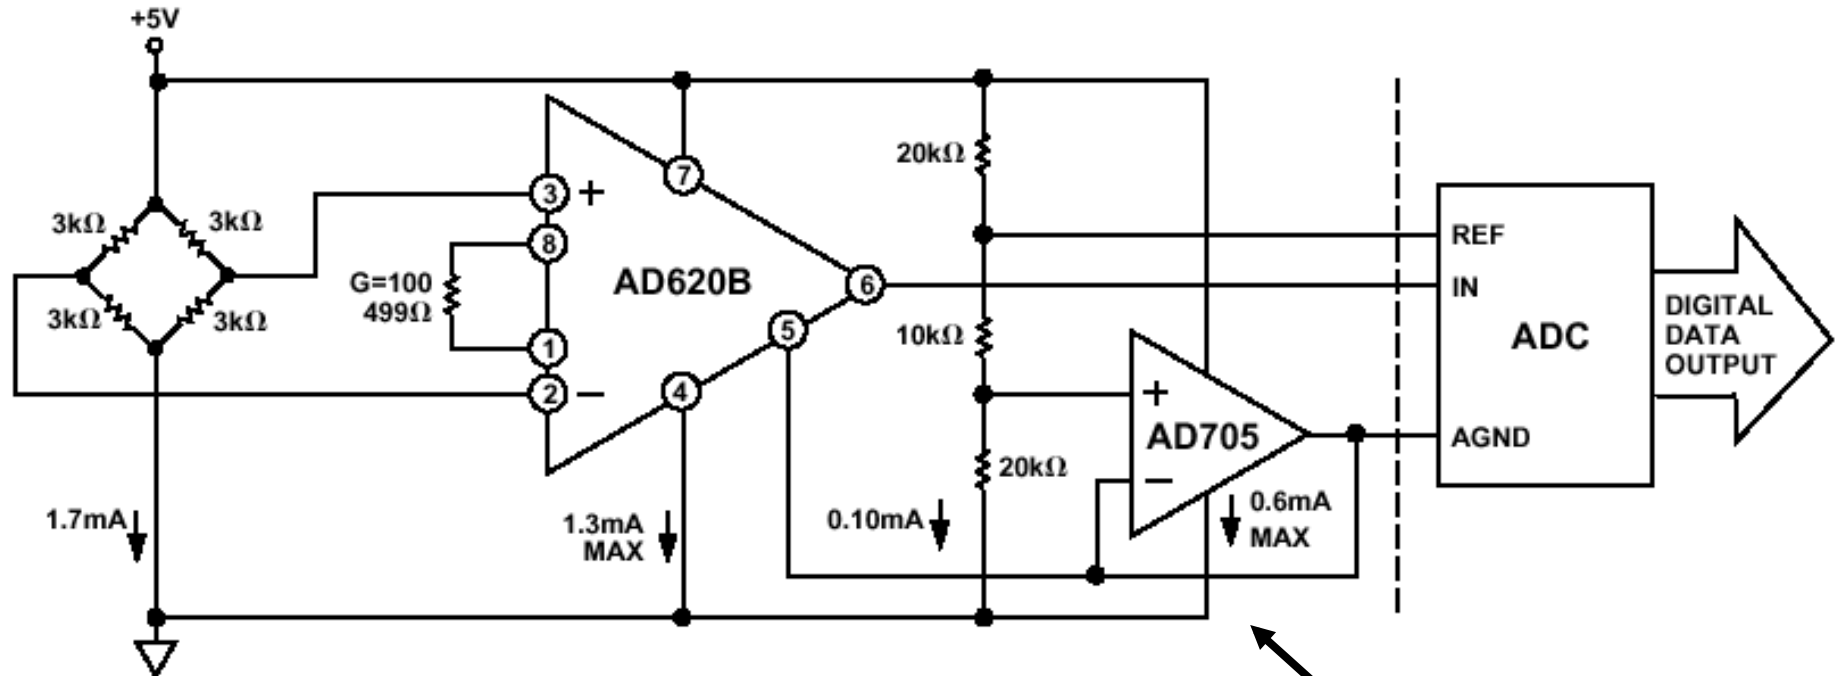 +5V
3kΩ
3kΩ
3kΩ
3kΩ
1.7mA
G=100
499Ω
3
+
8
1
2
−
7
AD620B
6
5
4
1.3mA
MAX
20kΩ
10kΩ
20kΩ
0.10mA
+
AD705
−
0.6mA
MAX
REF
IN
ADC
AGND
DIGITAL
DATA
OUTPUT